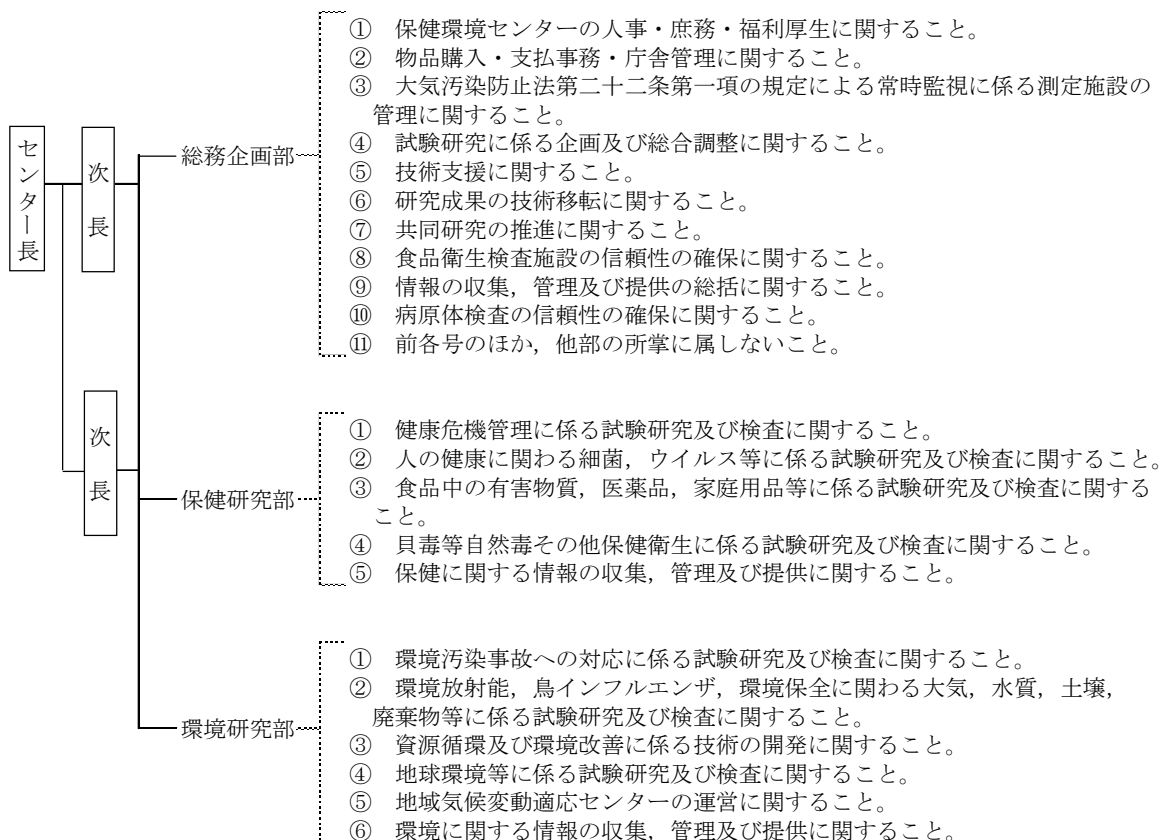 センター長
次長
総務企画部
① 保健環境センターの人事・庶務・福利厚生に関すること。
② 物品購入・支払事務・庁舎管理に関すること。
③ 大気汚染防止法第二十二条第一項の規定による常時監視に係る測定施設の
管理に関すること。
④ 試験研究に係る企画及び総合調整に関すること。
⑤ 技術支援に関すること。
⑥ 研究成果の技術移転に関すること。
⑦ 共同研究の推進に関すること。
⑧ 食品衛生検査施設の信頼性の確保に関すること。
⑨ 情報の収集，管理及び提供の総括に関すること。
⑩ 病原体検査の信頼性の確保に関すること。
⑪ 前各号のほか，他部の所掌に属しないこと。
次長
保健研究部
① 健康危機管理に係る試験研究及び検査に関すること。
② 人の健康に関わる細菌，ウイルス等に係る試験研究及び検査に関すること。
③ 食品中の有害物質，医薬品，家庭用品等に係る試験研究及び検査に関する
こと。
④ 貝毒等自然毒その他保健衛生に係る試験研究及び検査に関すること。
⑤ 保健に関する情報の収集，管理及び提供に関すること。
環境研究部
① 環境汚染事故への対応に係る試験研究及び検査に関すること。
② 環境放射能，鳥インフルエンザ，環境保全に関わる大気，水質，土壌，
廃棄物等に係る試験研究及び検査に関すること。
③ 資源循環及び環境改善に係る技術の開発に関すること。
④ 地球環境等に係る試験研究及び検査に関すること。
⑤ 地域気候変動適応センターの運営に関すること。
⑥ 環境に関する情報の収集，管理及び提供に関すること。